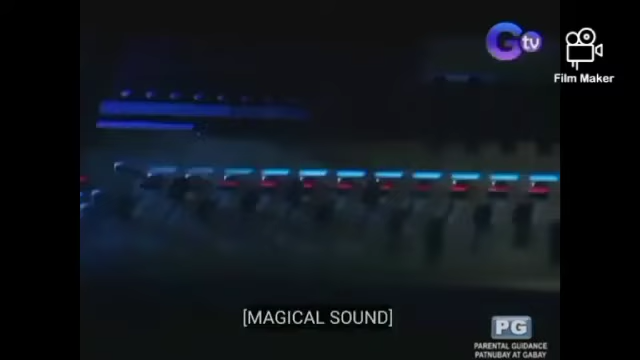 Gtv
Film Maker
[MAGICAL SOUND]
PG
PARENTAL GUIDANCE
PATNUBAY AT GABAY